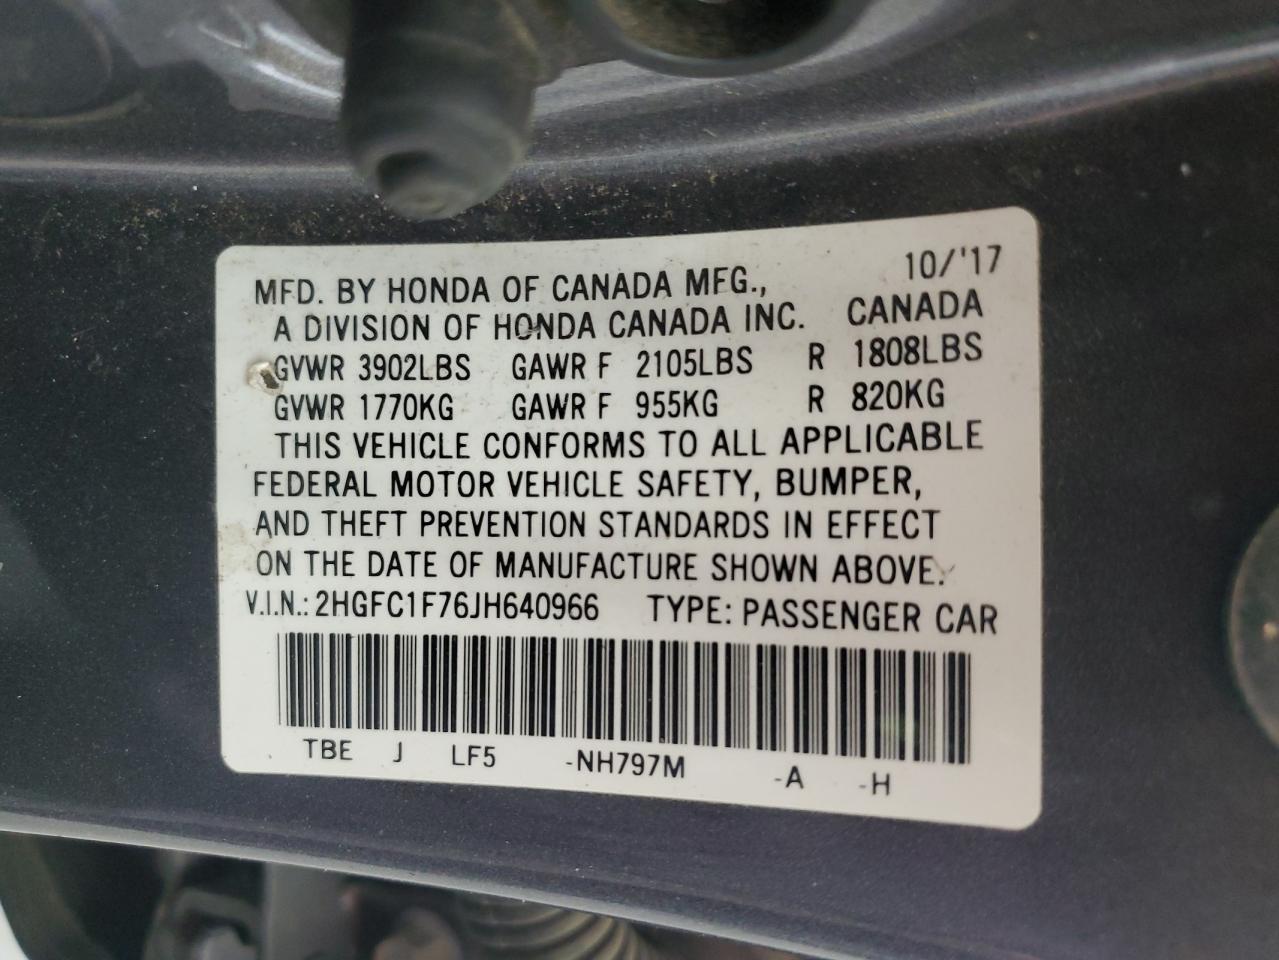 10/'17
MFD. BY HONDA OF CANADA MFG.,
A DIVISION OF HONDA CANADA INC. CANADA
GVWR 3902LBS GAWR F 2105LBS R 1808LBS
GVWR 1770KG GAWR F 955KG R 820KG
THIS VEHICLE CONFORMS TO ALL APPLICABLE
FEDERAL MOTOR VEHICLE SAFETY, BUMPER,
AND THEFT PREVENTION STANDARDS IN EFFECT
ON THE DATE OF MANUFACTURE SHOWN ABOVE.
V.I.N.: 2HGFC1F76JH640966 TYPE: PASSENGER CAR
TBE J LF5 -NH797M -A -H